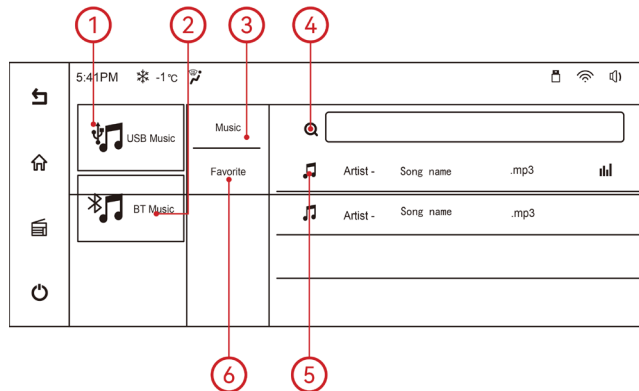 1 2 3 4
5:41PM -1℃
USB Music
Music
Favorite
Artist - Song name .mp3
BT Music
Artist - Song name .mp3
6 5